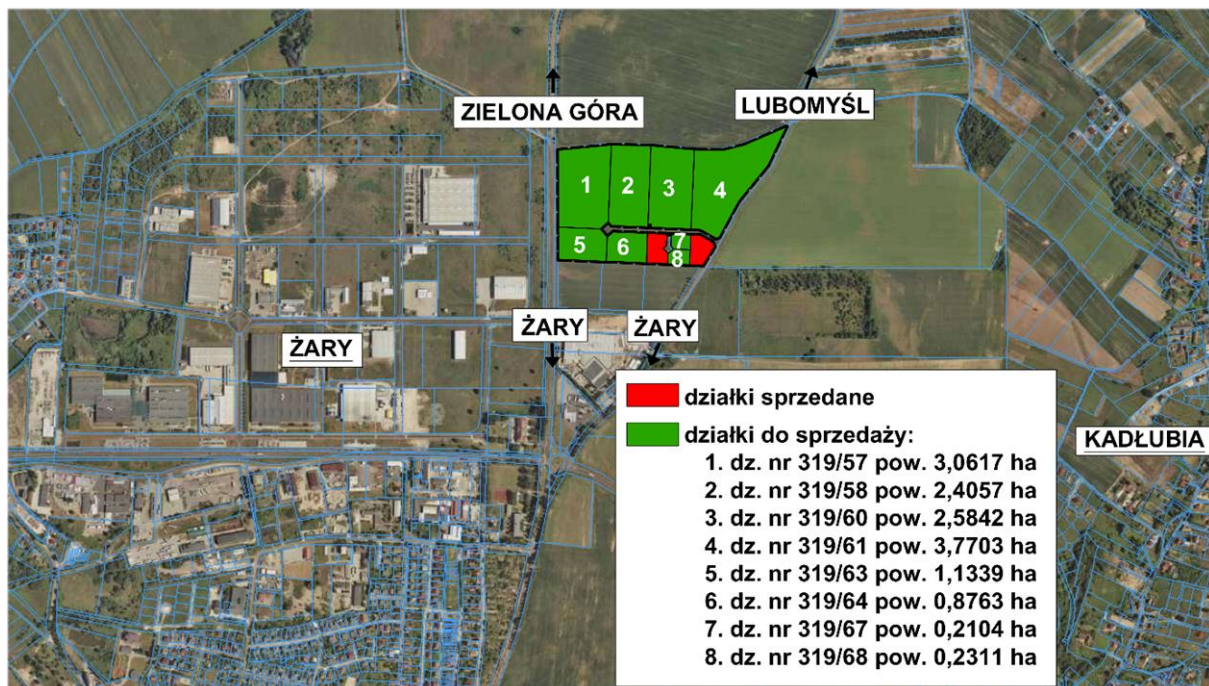 ZIELONA GÓRA
LUBOMYŚL
1
2
3
4
5
6
7
8
ŻARY
ŻARY
ŻARY
KADŁUBIA
działki sprzedane
działki do sprzedaży:
1. dz. nr 319/57 pow. 3,0617 ha
2. dz. nr 319/58 pow. 2,4057 ha
3. dz. nr 319/60 pow. 2,5842 ha
4. dz. nr 319/61 pow. 3,7703 ha
5. dz. nr 319/63 pow. 1,1339 ha
6. dz. nr 319/64 pow. 0,8763 ha
7. dz. nr 319/67 pow. 0,2104 ha
8. dz. nr 319/68 pow. 0,2311 ha